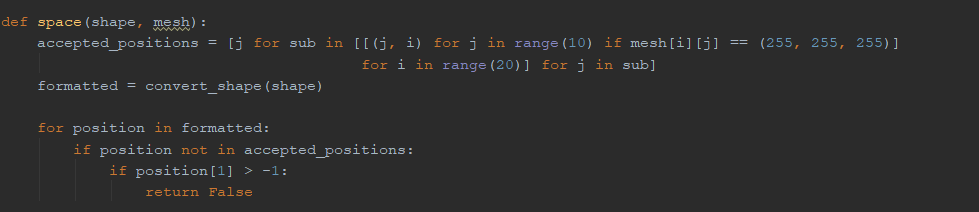 def space(shape, mesh):
    accepted_positions = [j for sub in [[(j, i) for j in range(10) if mesh[i][j] == (255, 255, 255)]
                                        for i in range(20)] for j in sub]
    formatted = convert_shape(shape)

    for position in formatted:
        if position not in accepted_positions:
            if position[1] > -1:
                return False